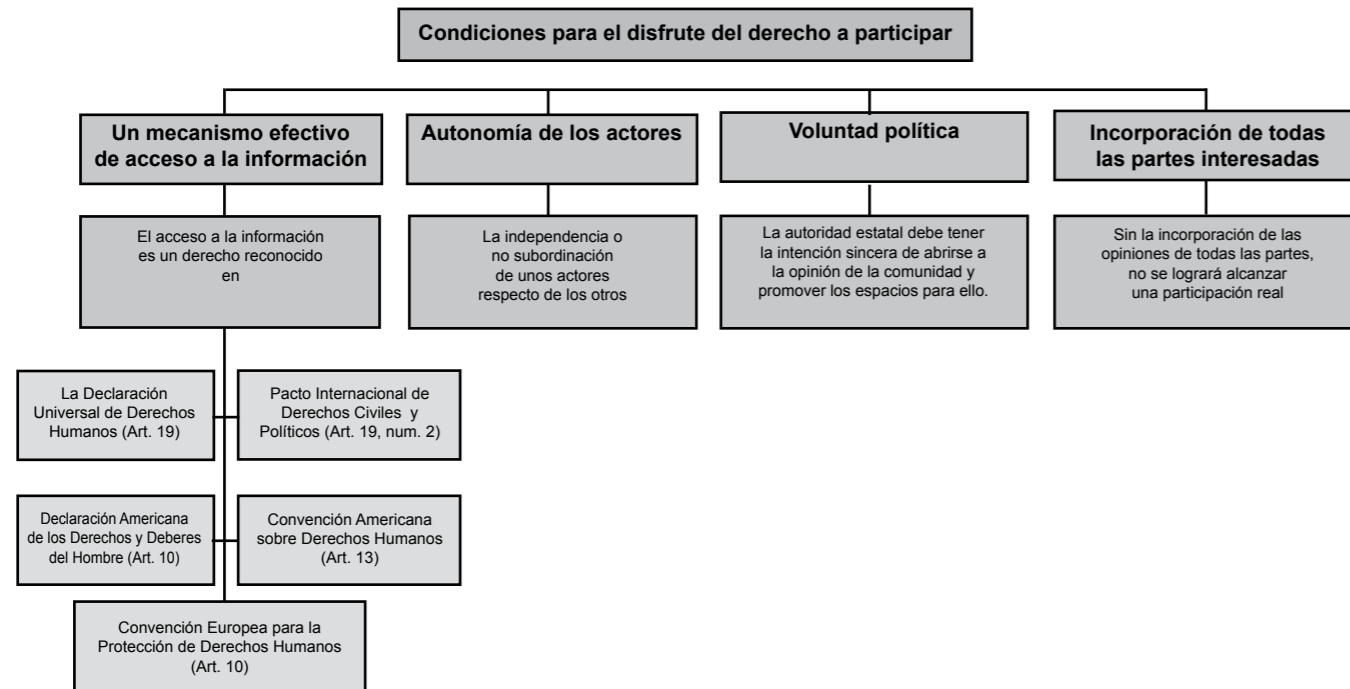 Condiciones para el disfrute del derecho a participar
Un mecanismo efectivo
de acceso a la información
Autonomía de los actores
Voluntad política
Incorporación de todas
las partes interesadas
El acceso a la información
es un derecho reconocido
en
La independencia o
no subordinación
de unos actores
respecto de los otros
La autoridad estatal debe tener
la intención sincera de abrirse a
la opinión de la comunidad y
promover los espacios para ello.
Sin la incorporación de las
opiniones de todas las partes,
no se logrará alcanzar
una participación real
La Declaración
Universal de Derechos
Humanos (Art. 19)
Pacto Internacional de
Derechos Civiles y
Políticos (Art. 19, num. 2)
Declaración Americana
de los Derechos y Deberes
del Hombre (Art. 10)
Convención Americana
sobre Derechos Humanos
(Art. 13)
Convención Europea para la
Protección de Derechos Humanos
(Art. 10)